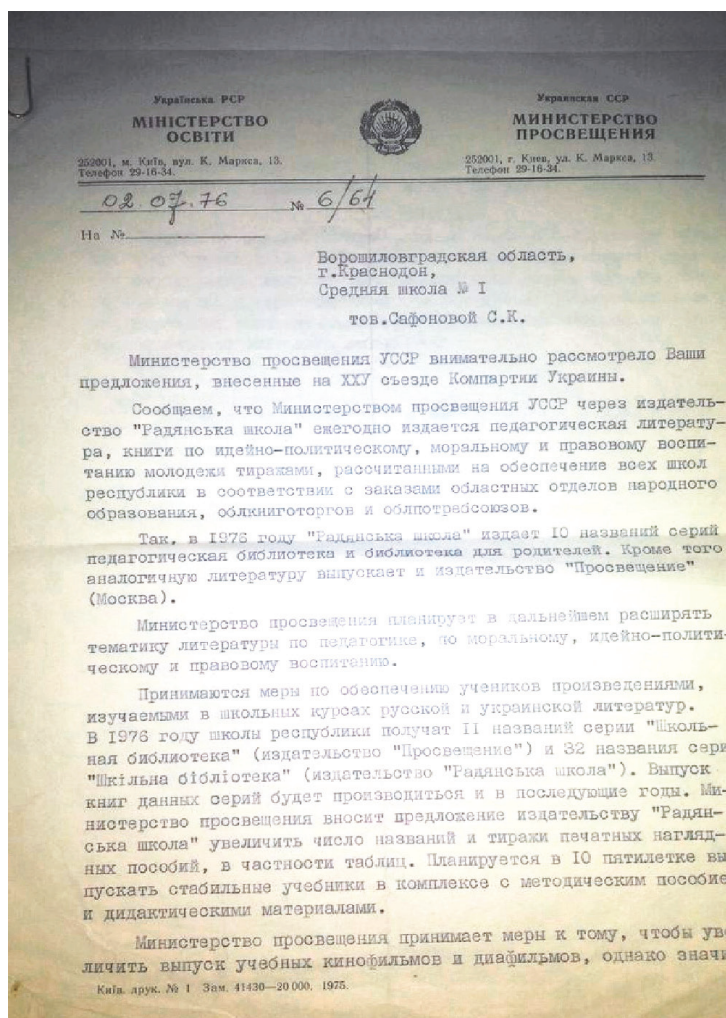 Українська РСР
МІНІСТЕРСТВО
ОСВІТИ
252001, м. Київ, вул. К. Маркса, 13.
Телефон 29-16-34.
Украинская ССР
МИНИСТЕРСТВО
ПРОСВЕЩЕНИЯ
252001, г. Киев, ул. К. Маркса, 13.
Телефон 29-16-34.
02.07.76 № 6/64
На №
Ворошиловградская область,
г.Краснодон,
Средняя школа № I
тов.Сафоновой С.К.
Министерство просвещения УССР внимательно рассмотрело Ваши
предложения, внесенные на ХХУ съезде Компартии Украины.
Сообщаем, что Министерством просвещения УССР через издатель-
ство "Радянська школа" ежегодно издается педагогическая литерату-
ра, книги по идейно-политическому, моральному и правовому воспи-
танию молодежи тиражами, рассчитанными на обеспечение всех школ
республики в соответствии с заказами областных отделов народного
образования, облкниготоргов и облпотребсоюзов.
Так, в 1976 году "Радянська школа" издает IO названий серий
педагогическая библиотека и библиотека для родителей. Кроме того
аналогичную литературу выпускает и издательство "Просвещение"
(Москва).
Министерство просвещения планирует в дальнейшем расширять
тематику литературы по педагогике, по моральному, идейно-полити-
ческому и правовому воспитанию.
Принимаются меры по обеспечению учеников произведениями,
изучаемыми в школьных курсах русской и украинской литератур.
В 1976 году школы республики получат II названий серии "Школь-
ная библиотека" (издательство "Просвещение") и 32 названия сери
"Шкільна бібліотека" (издательство "Радянська школа"). Выпуск
книг данных серий будет производиться и в последующие годы. Ми-
нистерство просвещения вносит предложение издательству "Радян-
ська школа" увеличить число названий и тиражи печатных нагляд-
ных пособий, в частности таблиц. Планируется в IO пятилетке вы
пускать стабильные учебники в комплексе с методическим пособие
и дидактическими материалами.
Министерство просвещения принимает меры к тому, чтобы уве
личить выпуск учебных кинофильмов и диафильмов, однако значи
Київ. друк. № 1 Зам. 41430—20 000. 1975.